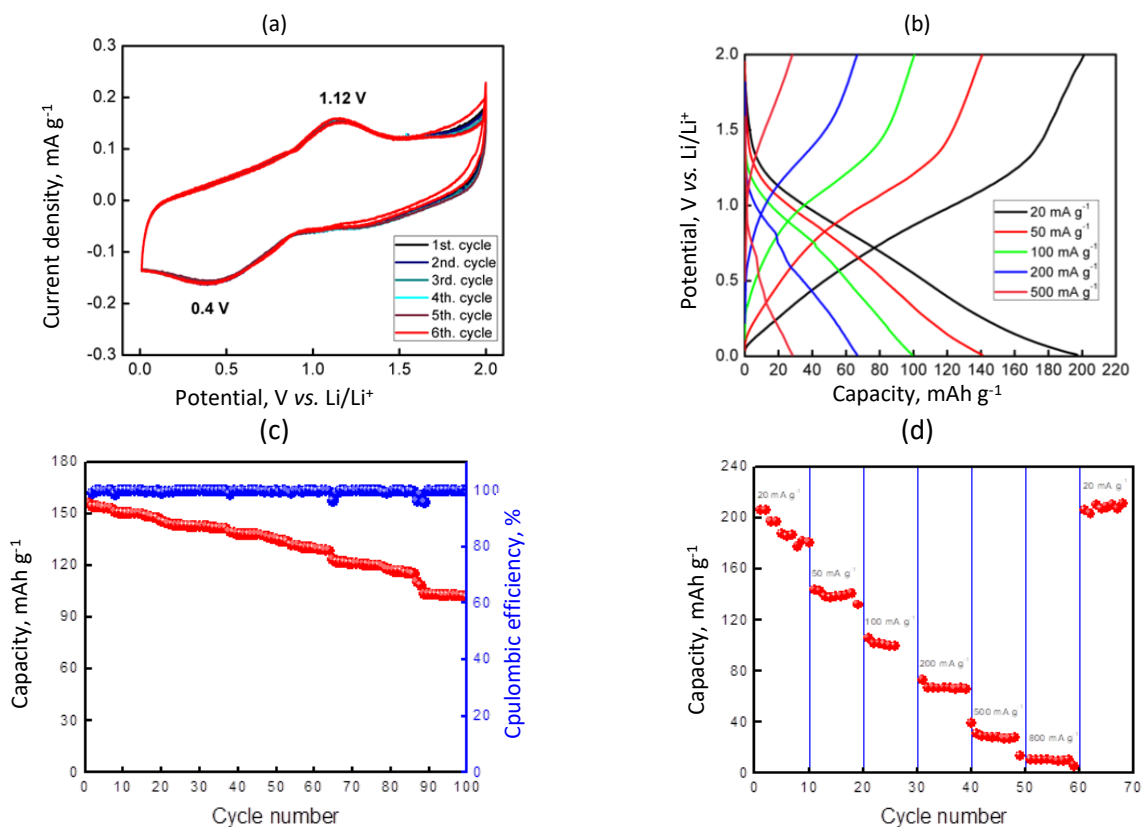 (a)
0.3
0.2
0.1
0.0
-0.1
-0.2
-0.3
Current density, mA g-1
1.12 V
0.4 V
1st. cycle
2nd. cycle
3rd. cycle
4th. cycle
5th. cycle
6th. cycle
0.0 0.5 1.0 1.5 2.0
Potential, V vs. Li/Li+
(b)
2.0
1.5
1.0
0.5
0.0
Potential, V vs. Li/Li+
20 mA g-1
50 mA g-1
100 mA g-1
200 mA g-1
500 mA g-1
0 20 40 60 80 100 120 140 160 180 200 220
Capacity, mAh g-1
(c)
180
150
120
90
60
30
0
Capacity, mAh g-1
100
80
60
40
20
0
Cpulombic efficiency, %
0 10 20 30 40 50 60 70 80 90 100
Cycle number
(d)
240
200
160
120
80
40
0
Capacity, mAh g-1
20 mA g-1
50 mA g-1
100 mA g-1
200 mA g-1
500 mA g-1
800 mA g-1
20 mA g-1
0 10 20 30 40 50 60 70
Cycle number